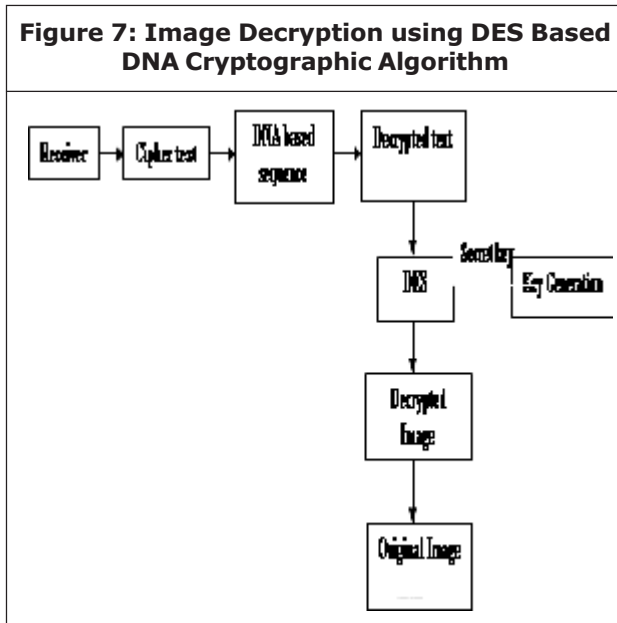 Figure 7: Image Decryption using DES Based
DNA Cryptographic Algorithm
Receiver
Cipher text
DNA based
sequence
Decrypted text
DES
Secret key
Key Generation
Decrypted
Image
Original Image